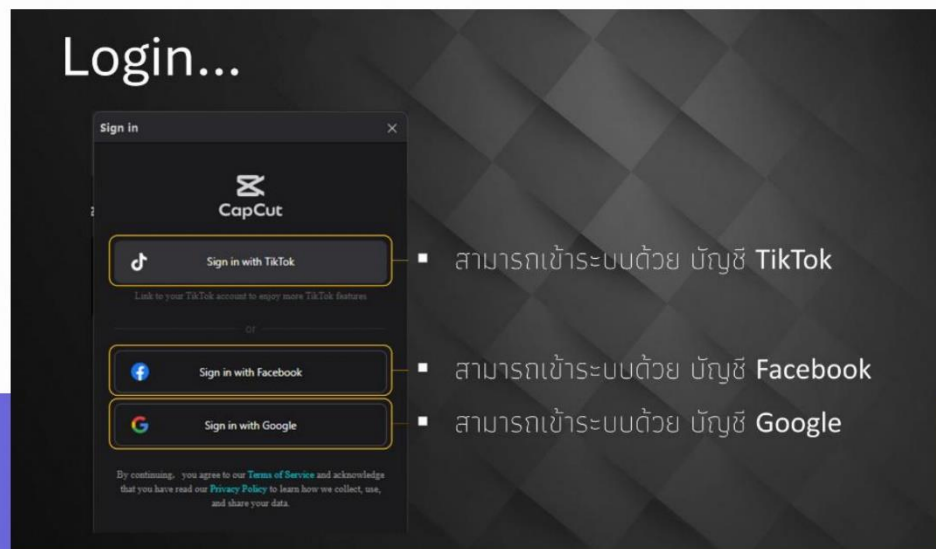 Login...
Sign in
CapCut
Sign in with TikTok
สามารถเข้าระบบด้วย บัญชี TikTok
Link to your TikTok account to enjoy more TikTok features
or
Sign in with Facebook
สามารถเข้าระบบด้วย บัญชี Facebook
Sign in with Google
สามารถเข้าระบบด้วย บัญชี Google
By continuing, you agree to our Terms of Service and acknowledge
that you have read our Privacy Policy to learn how we collect, use,
and share your data.